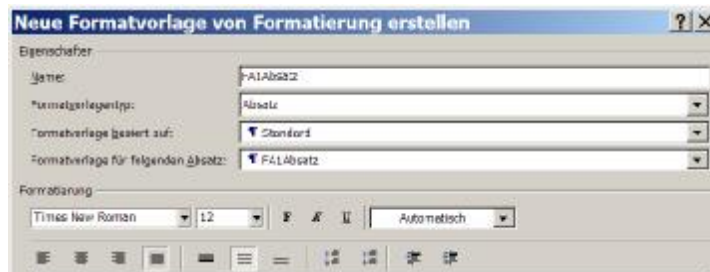 Neue Formatvorlage von Formatierung erstellen
Eigenschaften
Name: FA1Absatz
Formatvorlagentyp: Absatz
Formatvorlage basiert auf: ¶ Standard
Formatvorlage für folgenden Absatz: ¶ FA1Absatz
Formatierung
Times New Roman 12 F K U Automatisch